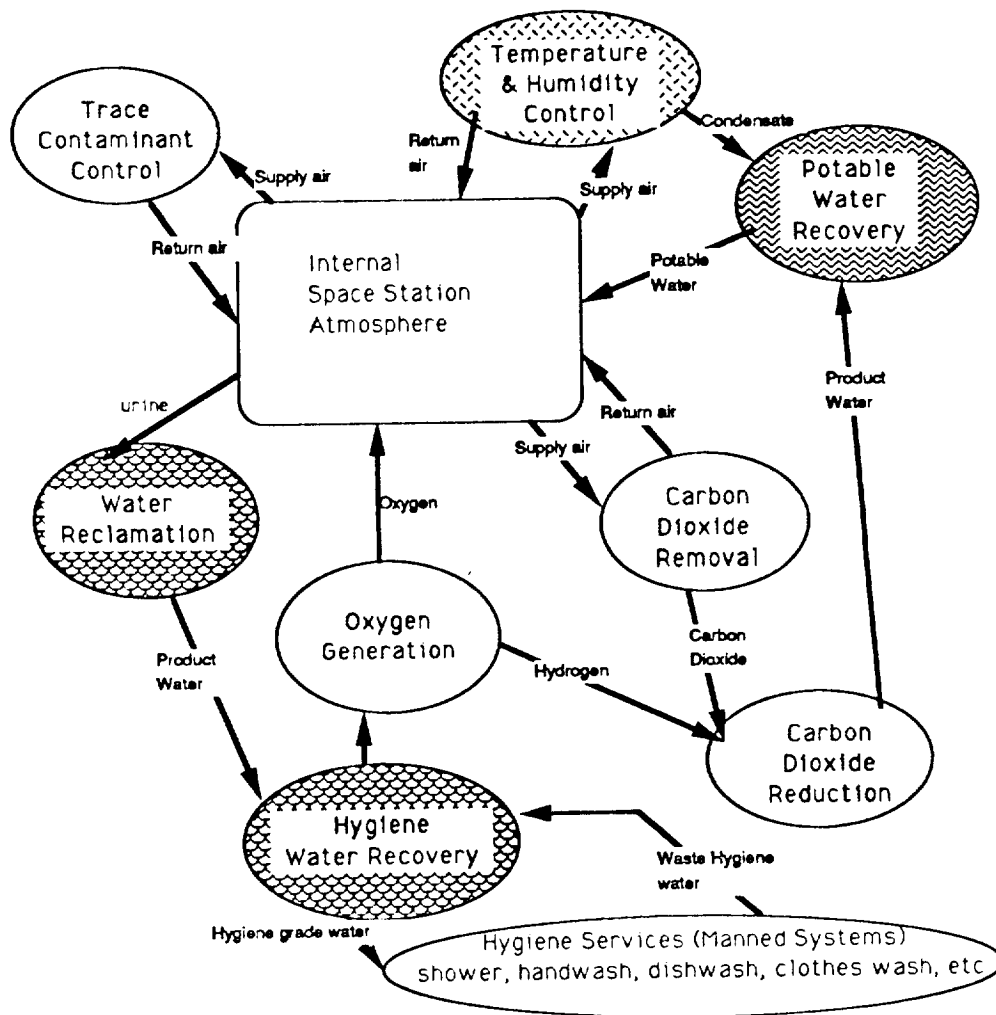 Temperature
& Humidity
Control
Trace
Contaminant
Control
Return
air
Condensate
Supply air
Supply air
Potable
Water
Recovery
Return air
Internal
Space Station
Atmosphere
Potable
Water
urine
Product
Water
Return air
Supply air
Water
Reclamation
Oxygen
Carbon
Dioxide
Removal
Oxygen
Generation
Product
Water
Hydrogen
Carbon
Dioxide
Carbon
Dioxide
Reduction
Hygiene
Water Recovery
Waste Hygiene
water
Hygiene grade water
Hygiene Services (Manned Systems)
shower, handwash, dishwash, clothes wash, etc